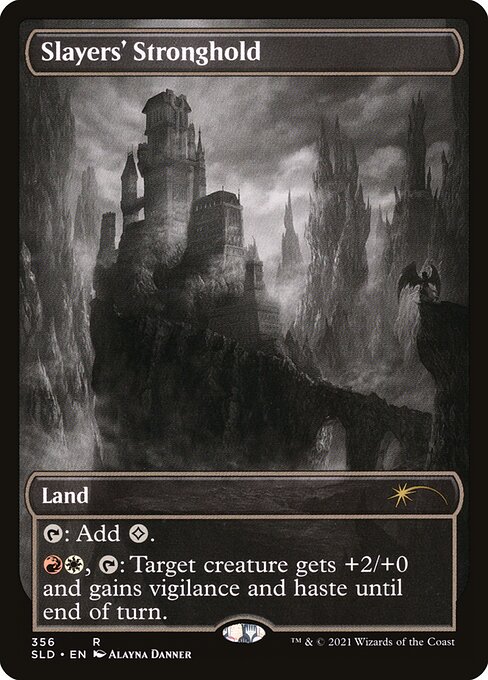 Slayers' Stronghold
Land
: Add .
, : Target creature gets +2/+0
and gains vigilance and haste until
end of turn.
356 R
SLD • EN Alayna Danner
™ & © 2021 Wizards of the Coast